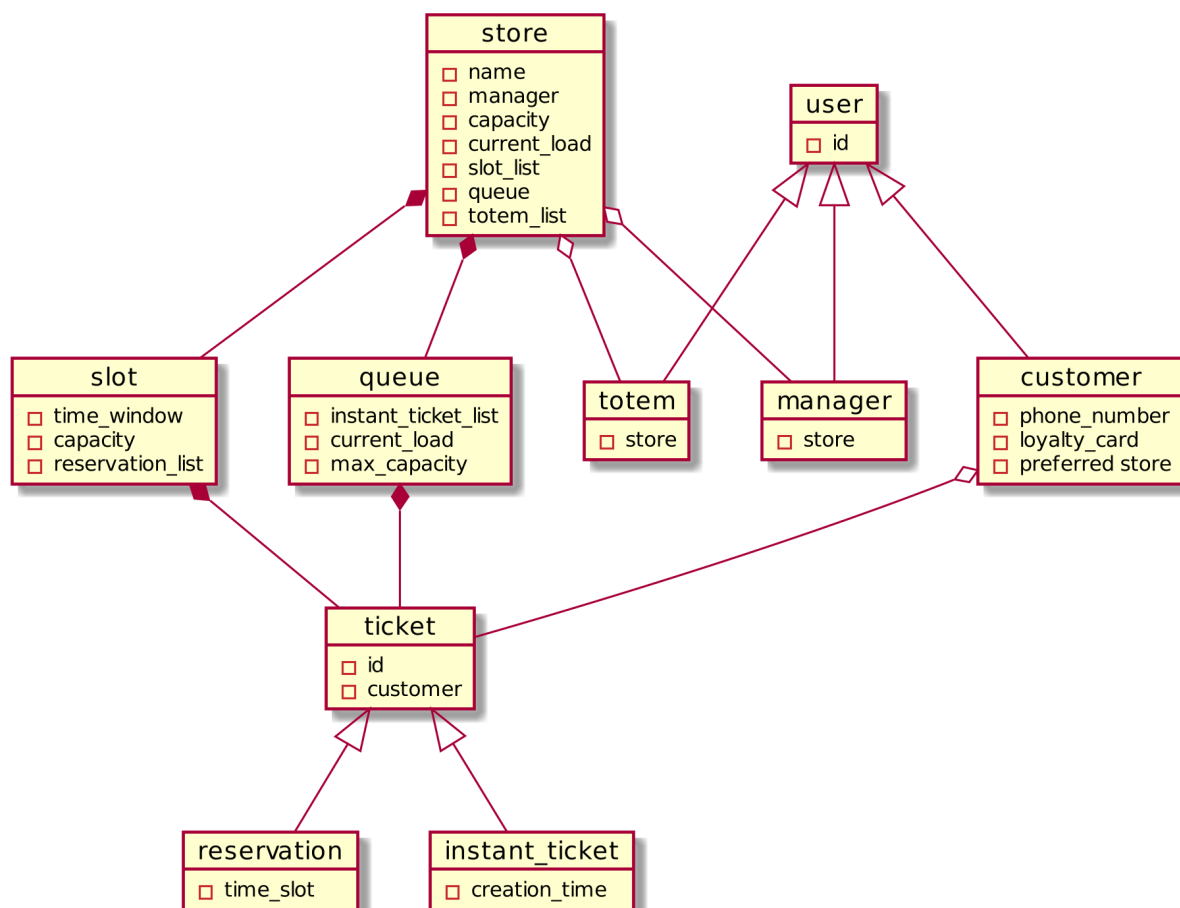 store
name
manager
capacity
current_load
slot_list
queue
totem_list
user
id
slot
time_window
capacity
reservation_list
queue
instant_ticket_list
current_load
max_capacity
totem
store
manager
store
customer
phone_number
loyalty_card
preferred store
ticket
id
customer
reservation
time_slot
instant_ticket
creation_time